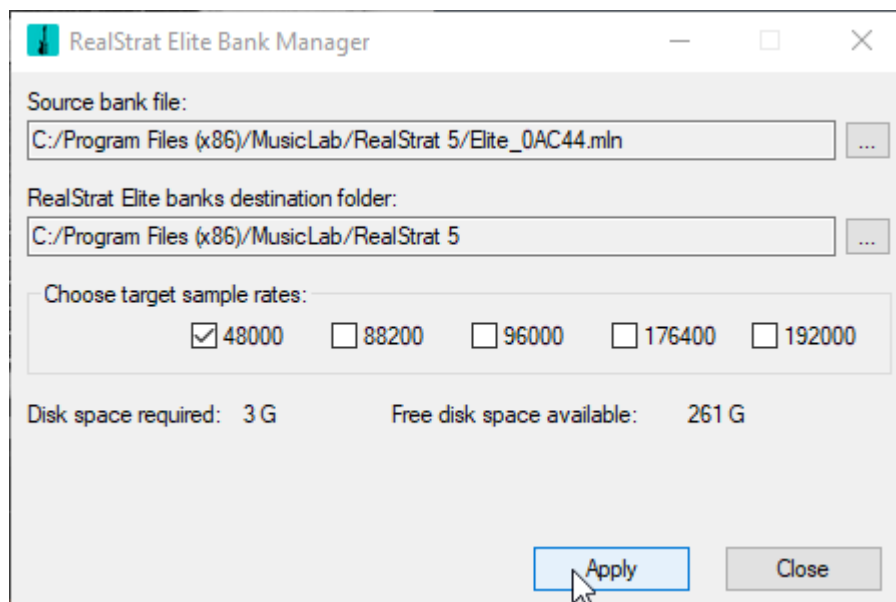 RealStrat Elite Bank Manager
Source bank file:
C:/Program Files (x86)/MusicLab/RealStrat 5/Elite_0AC44.mln
...
RealStrat Elite banks destination folder:
C:/Program Files (x86)/MusicLab/RealStrat 5
...
Choose target sample rates:
48000 88200 96000 176400 192000
Disk space required: 3 G Free disk space available: 261 G
Apply Close